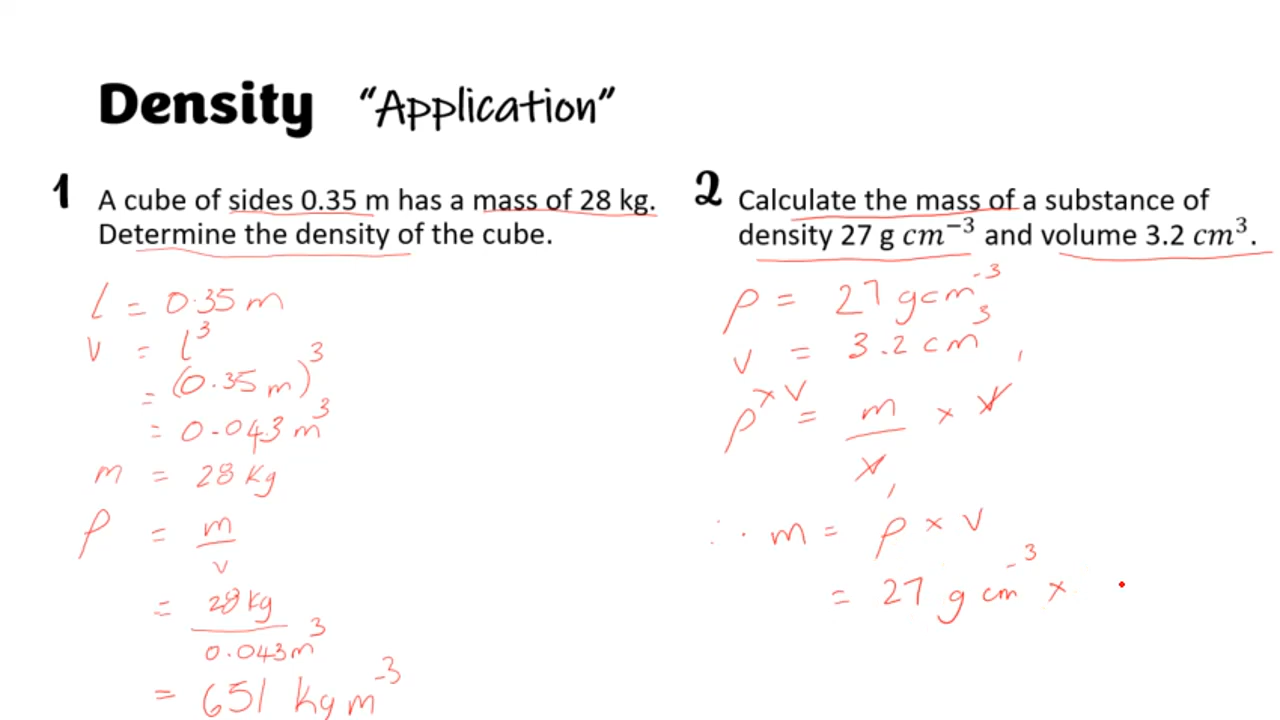 Density "Application"
1 A cube of sides 0.35 m has a mass of 28 kg.
Determine the density of the cube.
l = 0.35 m
v = l³
= (0.35 m)³
= 0.043 m³
m = 28 kg
ρ = m/v
= 28 kg/0.043 m³
= 651 kg m⁻³
2 Calculate the mass of a substance of
density 27 g cm⁻³ and volume 3.2 cm³.
ρ = 27 g cm⁻³
v = 3.2 cm³
ρ × v = m/v × v
∴ m = ρ × v
= 27 g cm⁻³ ×